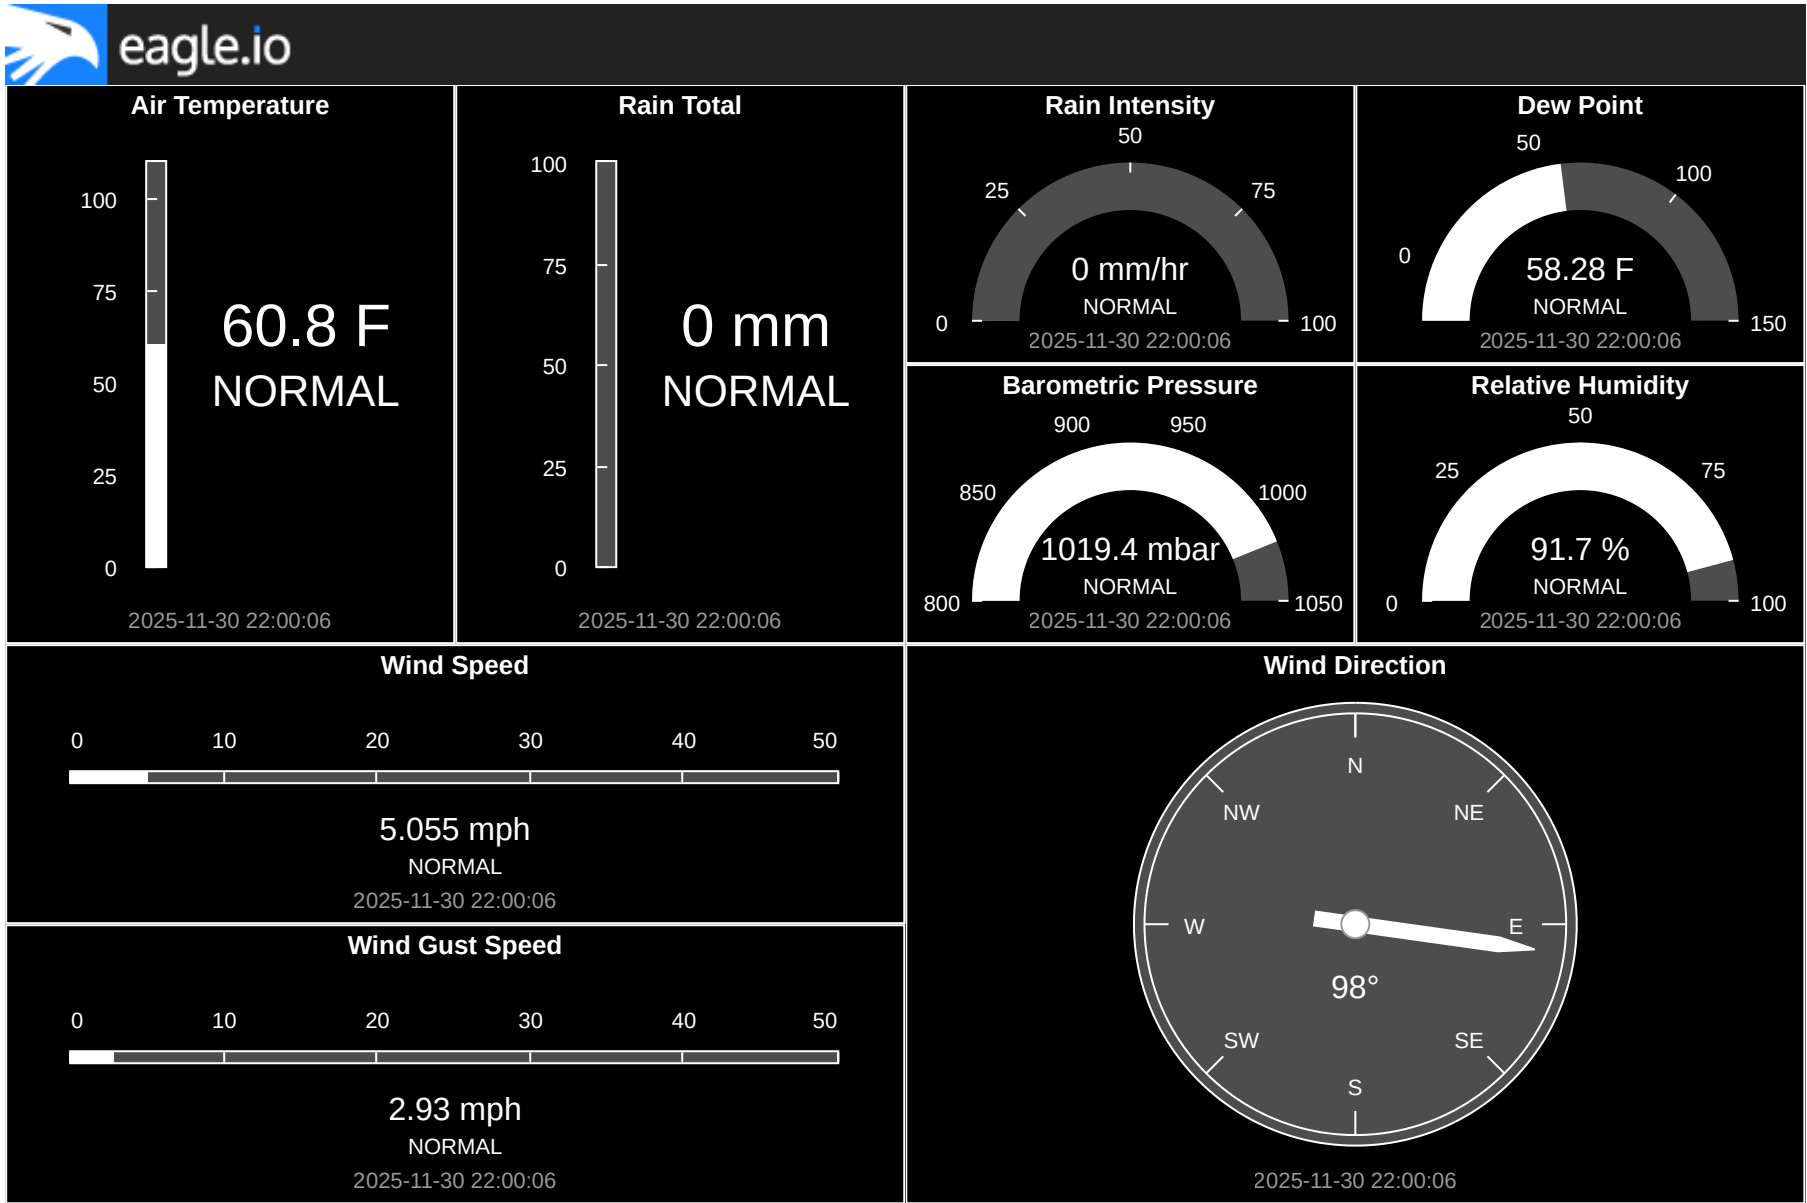 eagle.io
Air Temperature
100
75
50
25
0
60.8 F
NORMAL
2025-11-30 22:00:06
Rain Total
100
75
50
25
0
0 mm
NORMAL
2025-11-30 22:00:06
Rain Intensity
0
25
50
75
100
0 mm/hr
NORMAL
2025-11-30 22:00:06
Dew Point
0
50
100
150
58.28 F
NORMAL
2025-11-30 22:00:06
Barometric Pressure
800
850
900
950
1000
1050
1019.4 mbar
NORMAL
2025-11-30 22:00:06
Relative Humidity
0
25
50
75
100
91.7 %
NORMAL
2025-11-30 22:00:06
Wind Speed
0 10 20 30 40 50
5.055 mph
NORMAL
2025-11-30 22:00:06
Wind Gust Speed
0 10 20 30 40 50
2.93 mph
NORMAL
2025-11-30 22:00:06
Wind Direction
N
NW NE
W E
98°
SW SE
S
2025-11-30 22:00:06